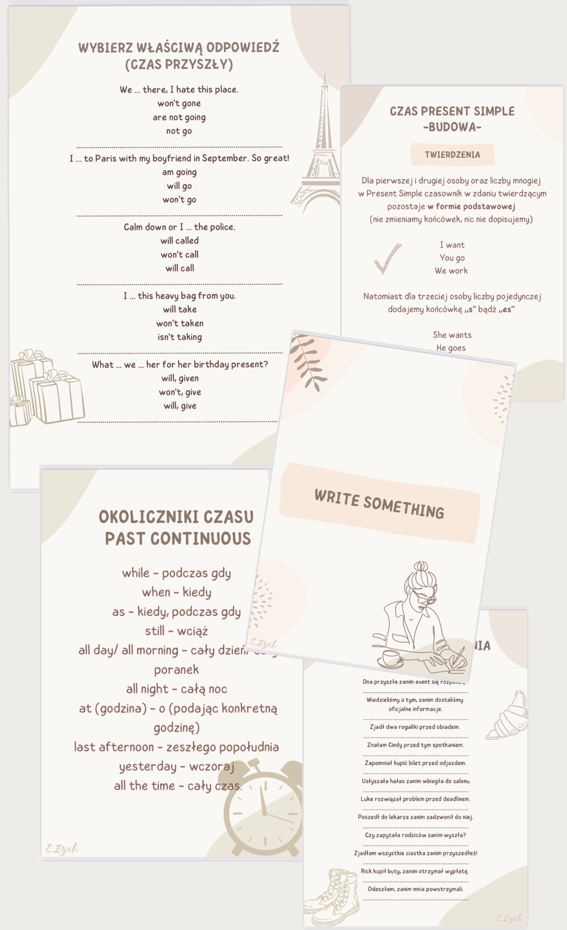 WYBIERZ WŁAŚCIWĄ ODPOWIEDŹ
(CZAS PRZYSZŁY)
We ... there, I hate this place.
won't gone
are not going
not go
I ... to Paris with my boyfriend in September. So great!
am going
will go
won't go
Calm down or I ... the police.
will called
won't call
will call
I ... this heavy bag from you.
will take
won't taken
isn't taking
What ... we ... her for her birthday present?
will, given
won't, give
will, give
CZAS PRESENT SIMPLE
-BUDOWA-
TWIERDZENIA
Dla pierwszej i drugiej osoby oraz liczby mnogiej
w Present Simple czasownik w zdaniu twierdzącym
pozostaje w formie podstawowej
(nie zmieniamy końcówek, nic nie dopisujemy)
I want
You go
We work
Natomiast dla trzeciej osoby liczby pojedynczej
dodajemy końcówkę ,,s" bądź ,,es"
She wants
He goes
WRITE SOMETHING
E.Zych
OKOLICZNIKI CZASU
PAST CONTINUOUS
while - podczas gdy
when - kiedy
as - kiedy, podczas gdy
still - wciąż
all day/ all morning - cały dzień/
poranek
all night - całą noc
at (godzina) - o (podając konkretną
godzinę)
last afternoon - zeszłego popołudnia
yesterday - wczoraj
all the time - cały czas
E.Zych
NIA
Ona przyszła zanim event się
Wiedzieliśmy o tym, zanim dostaliśmy
oficjalne informacje.
Zjadł dwa rogaliki przed obiadem.
Znałam Cindy przed tym spotkaniem.
Zapomniał kupić bilet przed odjazdem.
Usłyszała hałas zanim wbiegła do salonu.
Luke rozwiązał problem przed deadlinem.
Poszedł do lekarza zanim zadzwonił do niej.
Czy zapytała rodziców zanim wyszła?
Zjadłam wszystkie ciastka zanim przyszedłeś!
Rick kupił buty, zanim otrzymał wypłatę.
Odeszłam, zanim mnie powstrzymali.
E.Zych